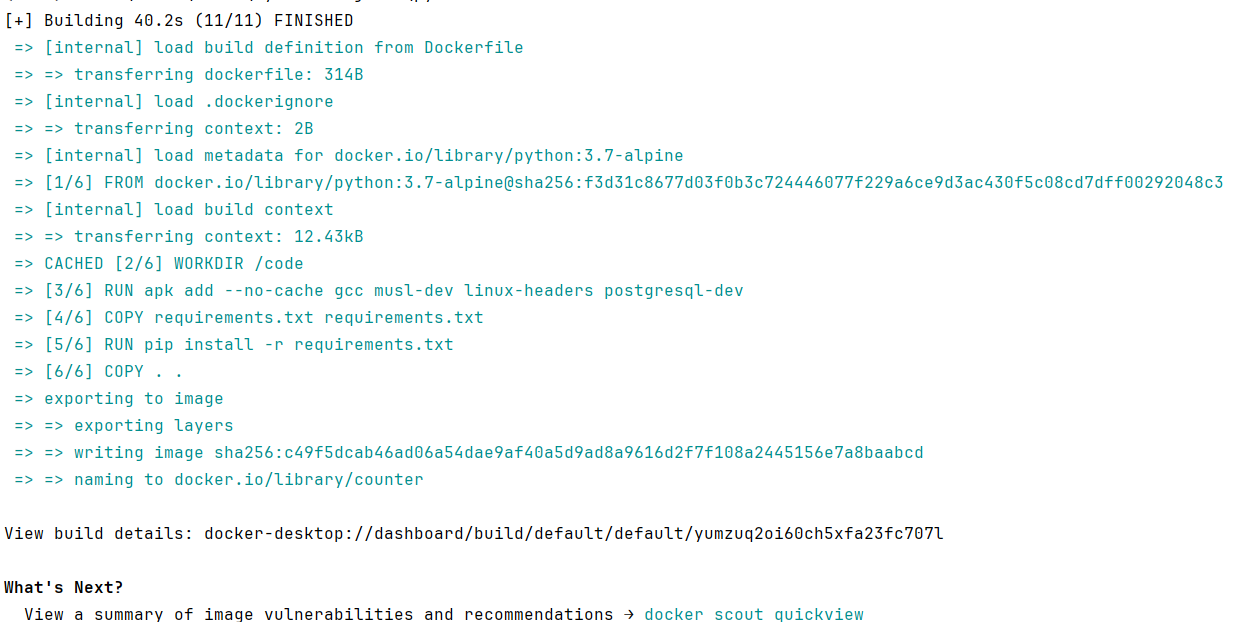 [+] Building 40.2s (11/11) FINISHED
=> [internal] load build definition from Dockerfile
=> => transferring dockerfile: 314B
=> [internal] load .dockerignore
=> => transferring context: 2B
=> [internal] load metadata for docker.io/library/python:3.7-alpine
=> [1/6] FROM docker.io/library/python:3.7-alpine@sha256:f3d31c8677d03f0b3c724446077f229a6ce9d3ac430f5c08cd7dff00292048c3
=> [internal] load build context
=> => transferring context: 12.43kB
=> CACHED [2/6] WORKDIR /code
=> [3/6] RUN apk add --no-cache gcc musl-dev linux-headers postgresql-dev
=> [4/6] COPY requirements.txt requirements.txt
=> [5/6] RUN pip install -r requirements.txt
=> [6/6] COPY . .
=> exporting to image
=> => exporting layers
=> => writing image sha256:c49f5dcab46ad06a54dae9af40a5d9ad8a9616d2f7f108a2445156e7a8baabcd
=> => naming to docker.io/library/counter
View build details: docker-desktop://dashboard/build/default/default/yumzuq2oi60ch5xfa23fc707l
What's Next?
View a summary of image vulnerabilities and recommendations → docker scout quickview